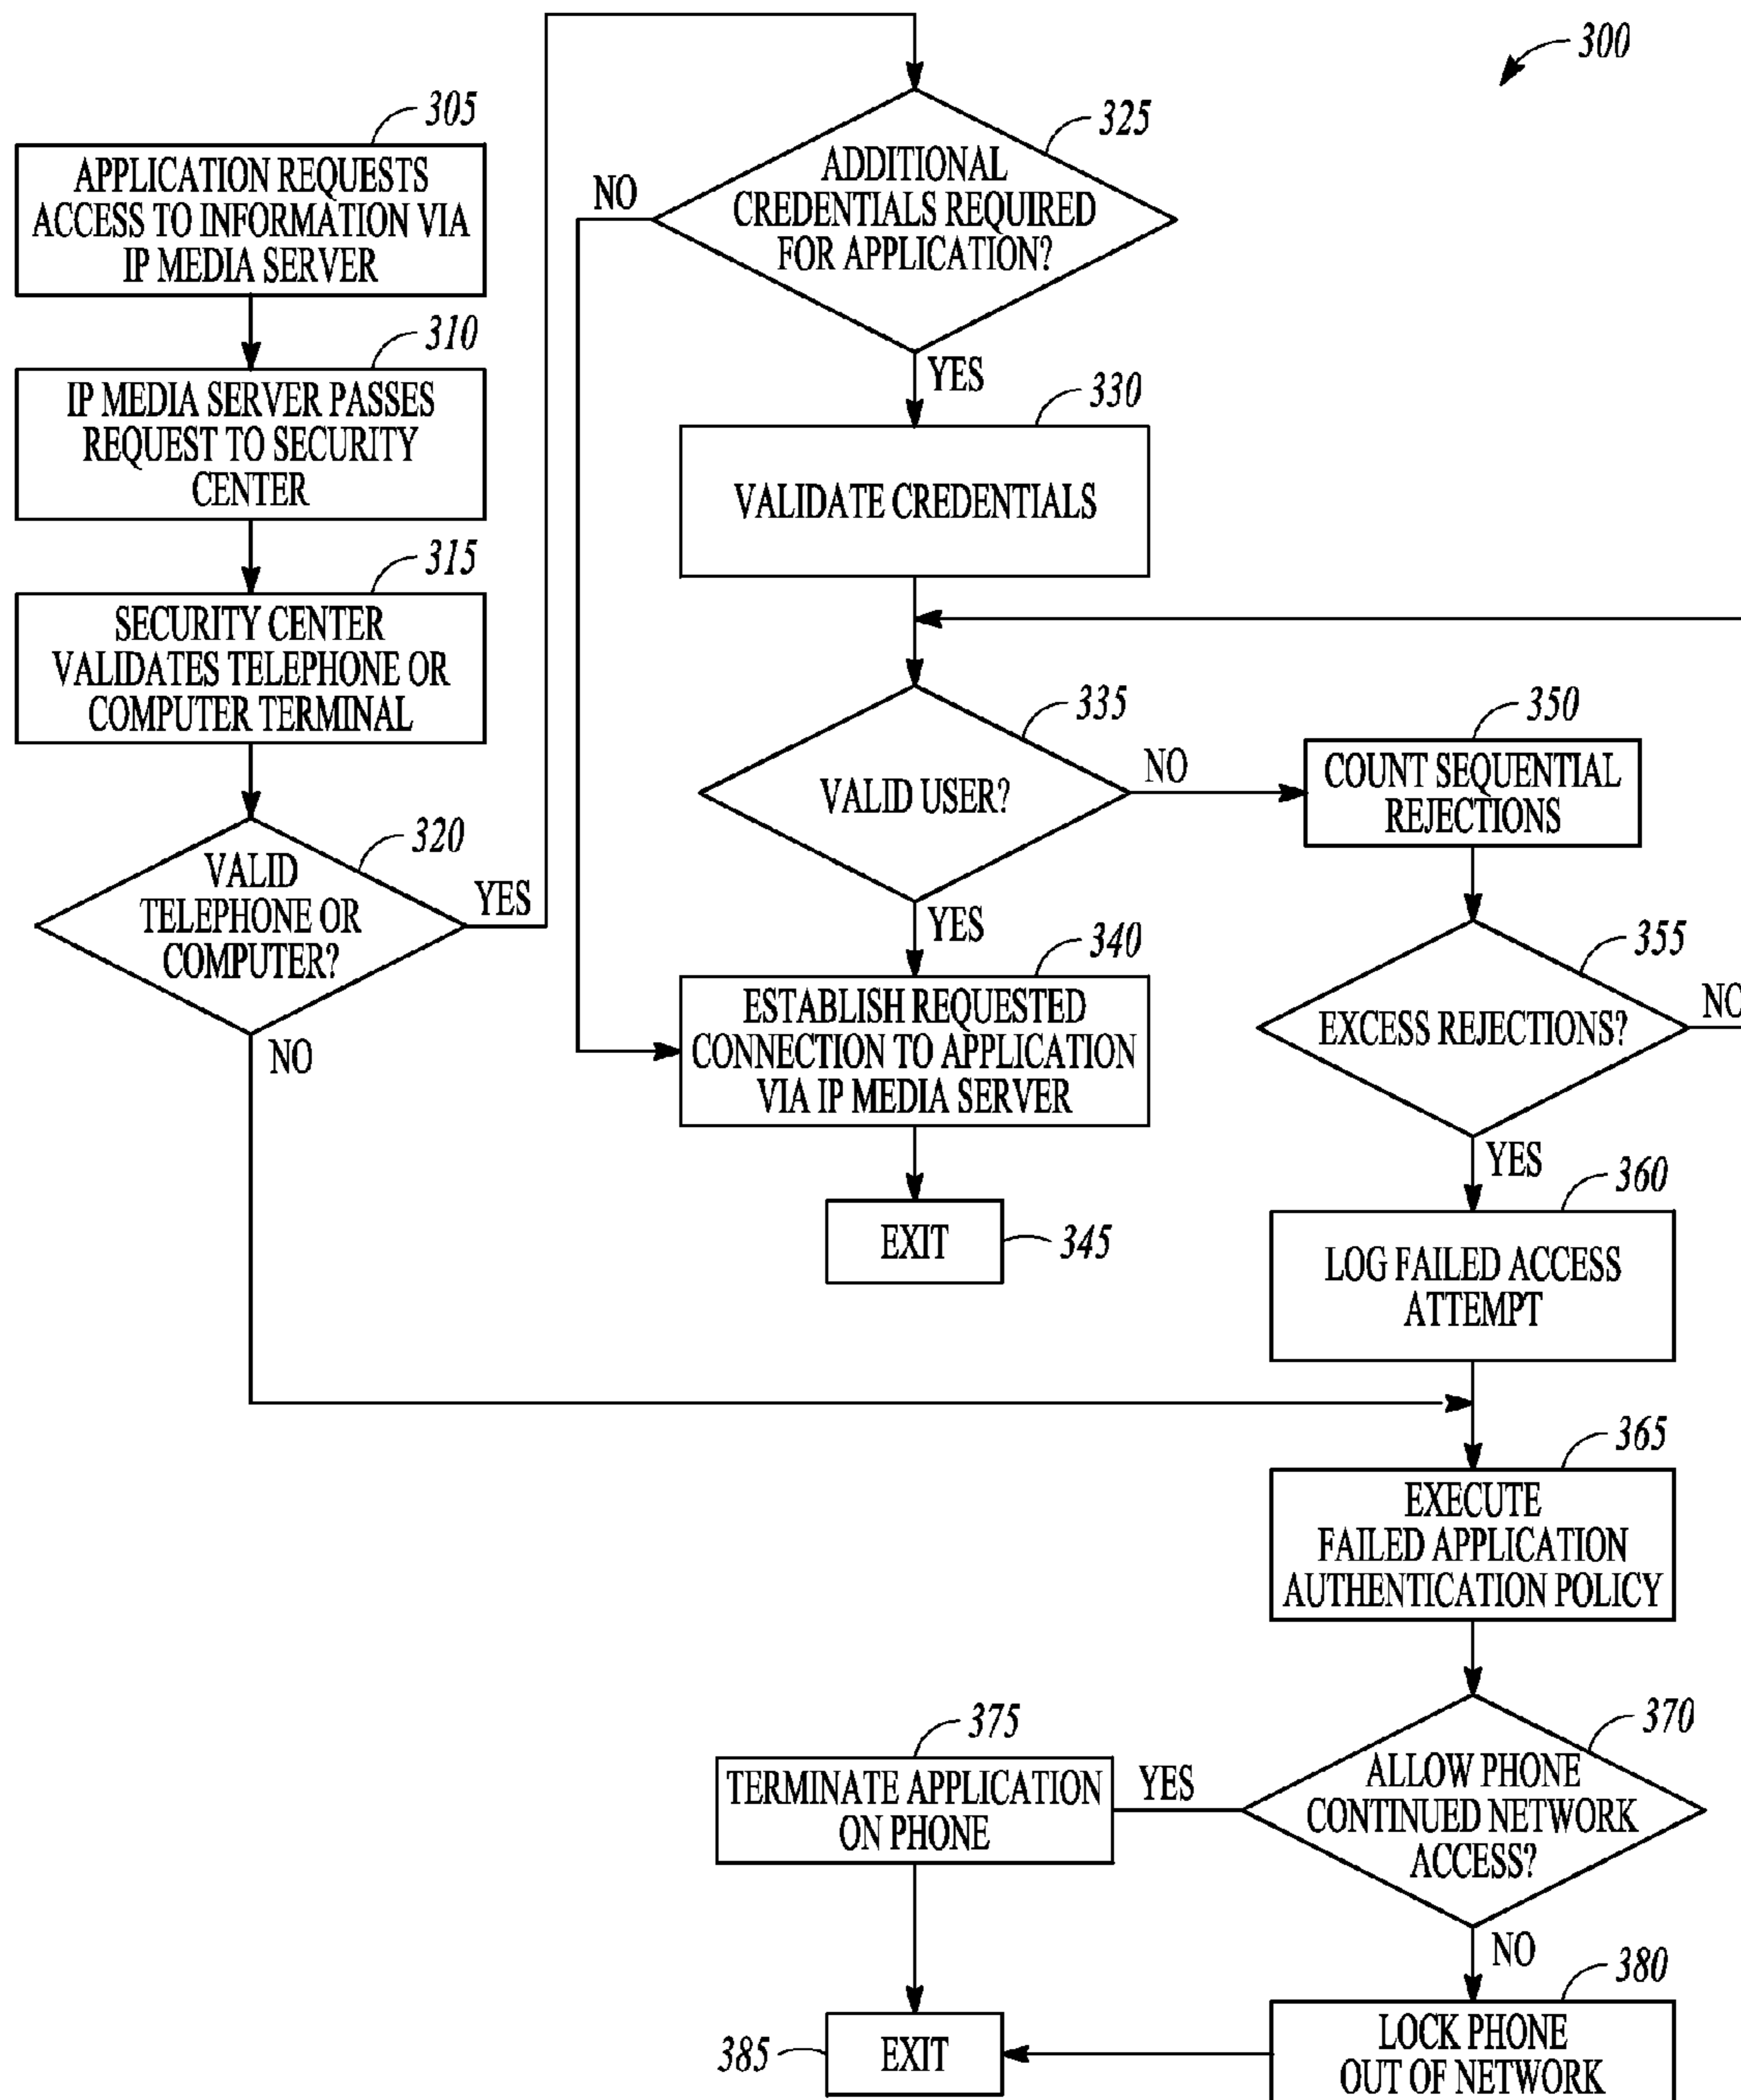 300
305
APPLICATION REQUESTS
ACCESS TO INFORMATION VIA
IP MEDIA SERVER
310
IP MEDIA SERVER PASSES
REQUEST TO SECURITY
CENTER
315
SECURITY CENTER
VALIDATES TELEPHONE OR
COMPUTER TERMINAL
320
VALID
TELEPHONE OR
COMPUTER?
YES
NO
325
ADDITIONAL
CREDENTIALS REQUIRED
FOR APPLICATION?
NO
YES
330
VALIDATE CREDENTIALS
335
VALID USER?
NO
YES
340
ESTABLISH REQUESTED
CONNECTION TO APPLICATION
VIA IP MEDIA SERVER
EXIT
345
350
COUNT SEQUENTIAL
REJECTIONS
355
EXCESS REJECTIONS?
NO
YES
360
LOG FAILED ACCESS
ATTEMPT
365
EXECUTE
FAILED APPLICATION
AUTHENTICATION POLICY
370
ALLOW PHONE
CONTINUED NETWORK
ACCESS?
YES
NO
375
TERMINATE APPLICATION
ON PHONE
380
LOCK PHONE
OUT OF NETWORK
385
EXIT